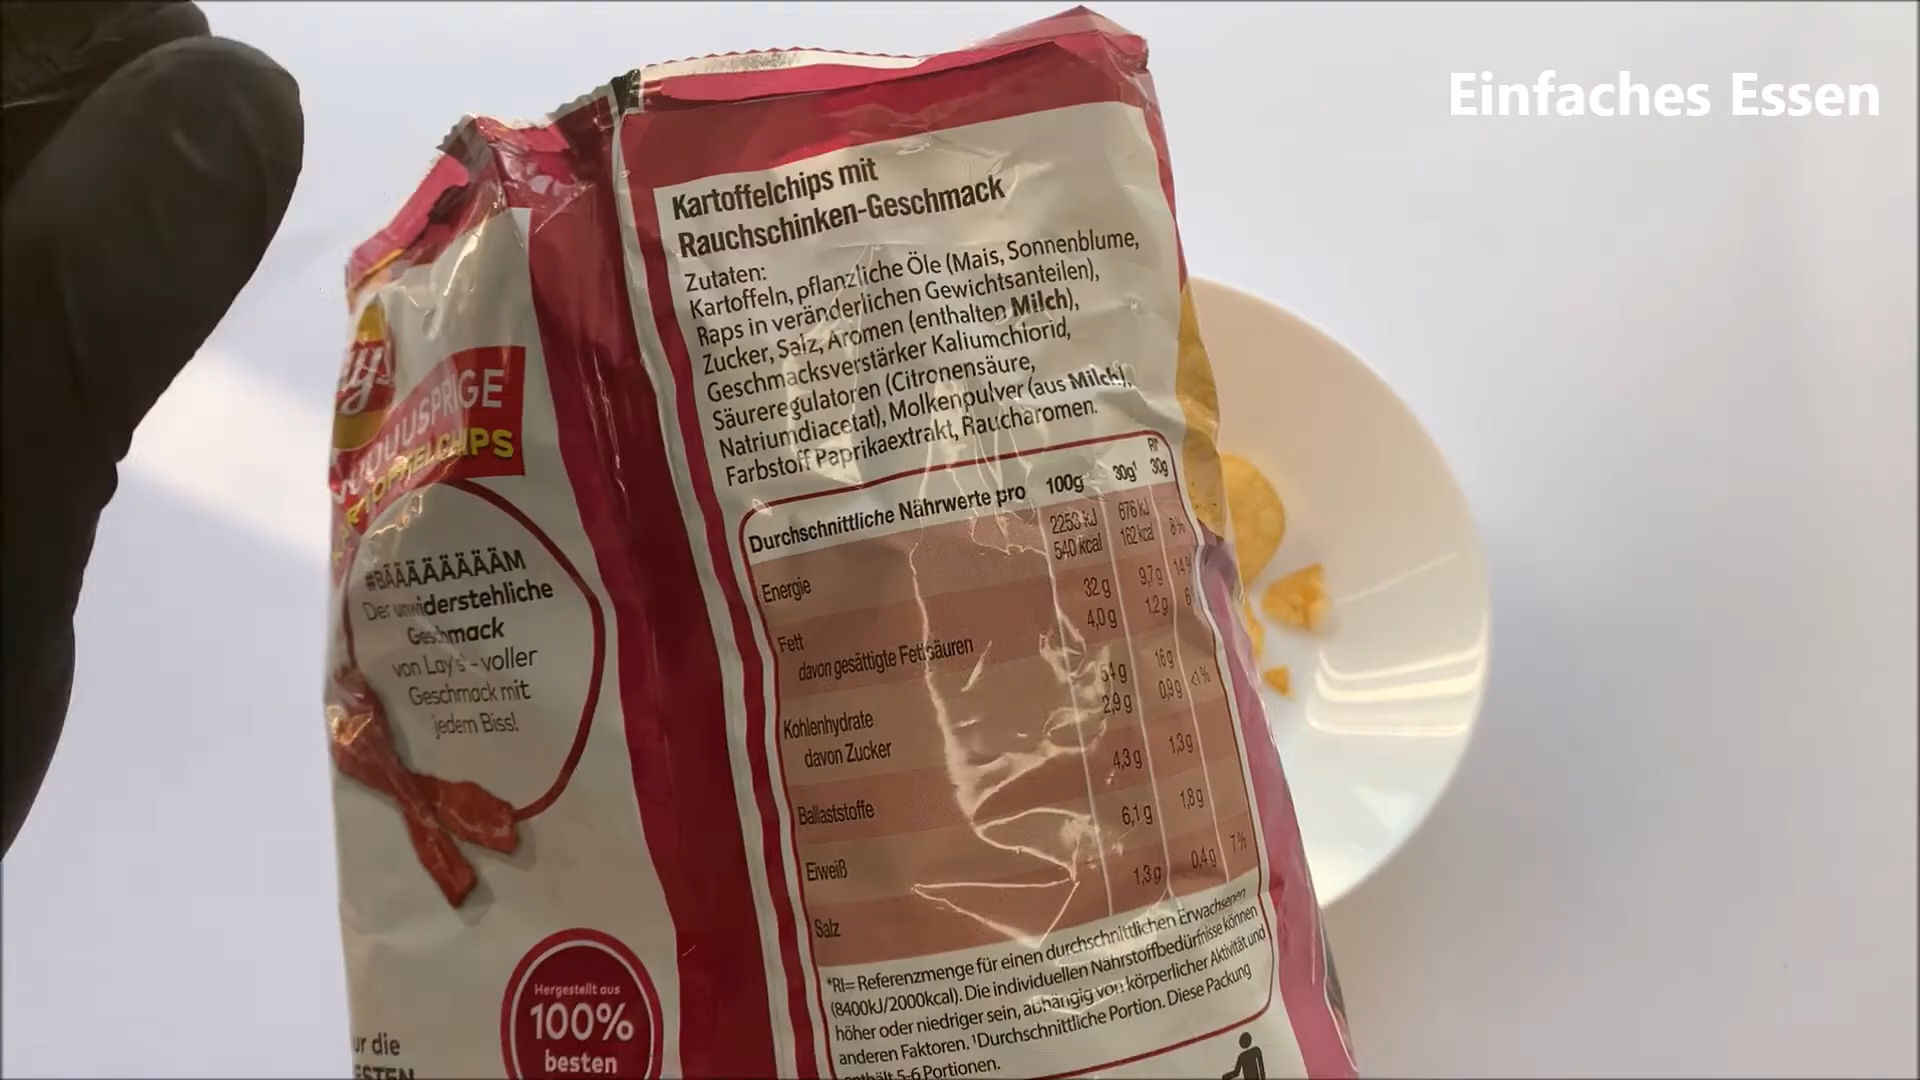 Einfaches Essen
Kartoffelchips mit
Rauchschinken-Geschmack
Zutaten:
Kartoffeln, pflanzliche Öle (Mais, Sonnenblume,
Raps in veränderlichen Gewichtsanteilen),
Zucker, Salz, Aromen (enthalten Milch),
Geschmacksverstärker Kaliumchlorid,
Säureregulatoren (Citronensäure,
Natriumdiacetat), Molkenpulver (aus Milch),
Farbstoff Paprikaextrakt, Raucharomen.
Durchschnittliche Nährwerte pro 100g 30g¹ RI* 30g
Energie 2253 kJ 676 kJ
540 kcal 162 kcal 8%
Fett 32 g 9,7 g 14%
davon gesättigte Fettsäuren 4,0 g 1,2 g 6
Kohlenhydrate 54 g 16 g
davon Zucker 2,9 g 0,9 g <1%
Ballaststoffe 4,3 g 1,3 g
Eiweiß 6,1 g 1,8 g
Salz 1,3 g 0,4 g 7%
*RI= Referenzmenge für einen durchschnittlichen Erwachsenen
(8400kJ/2000kcal). Die individuellen Nährstoffbedürfnisse können
höher oder niedriger sein, abhängig von körperlicher Aktivität und
anderen Faktoren. ¹Durchschnittliche Portion. Diese Packung
enthält 5-6 Portionen.
#BÄÄÄÄÄÄÄÄM
Der unwiderstehliche
Geschmack
von Lay's - voller
Geschmack mit
jedem Biss!
Hergestellt aus
100%
besten